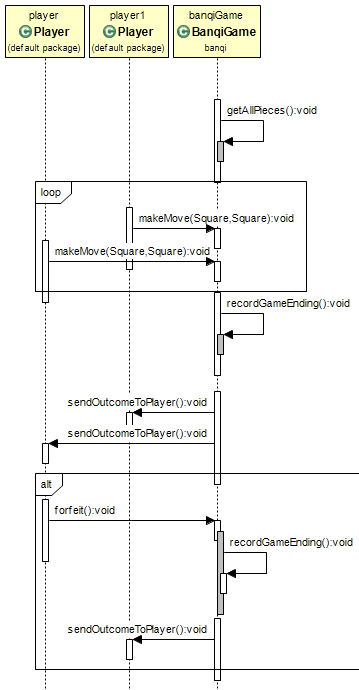 player player1 banqiGame
C Player C Player C BanqiGame
(default package) (default package) banqi
getAllPieces():void
loop
makeMove(Square,Square):void
makeMove(Square,Square):void
recordGameEnding():void
sendOutcomeToPlayer():void
sendOutcomeToPlayer():void
alt
forfeit():void
recordGameEnding():void
sendOutcomeToPlayer():void